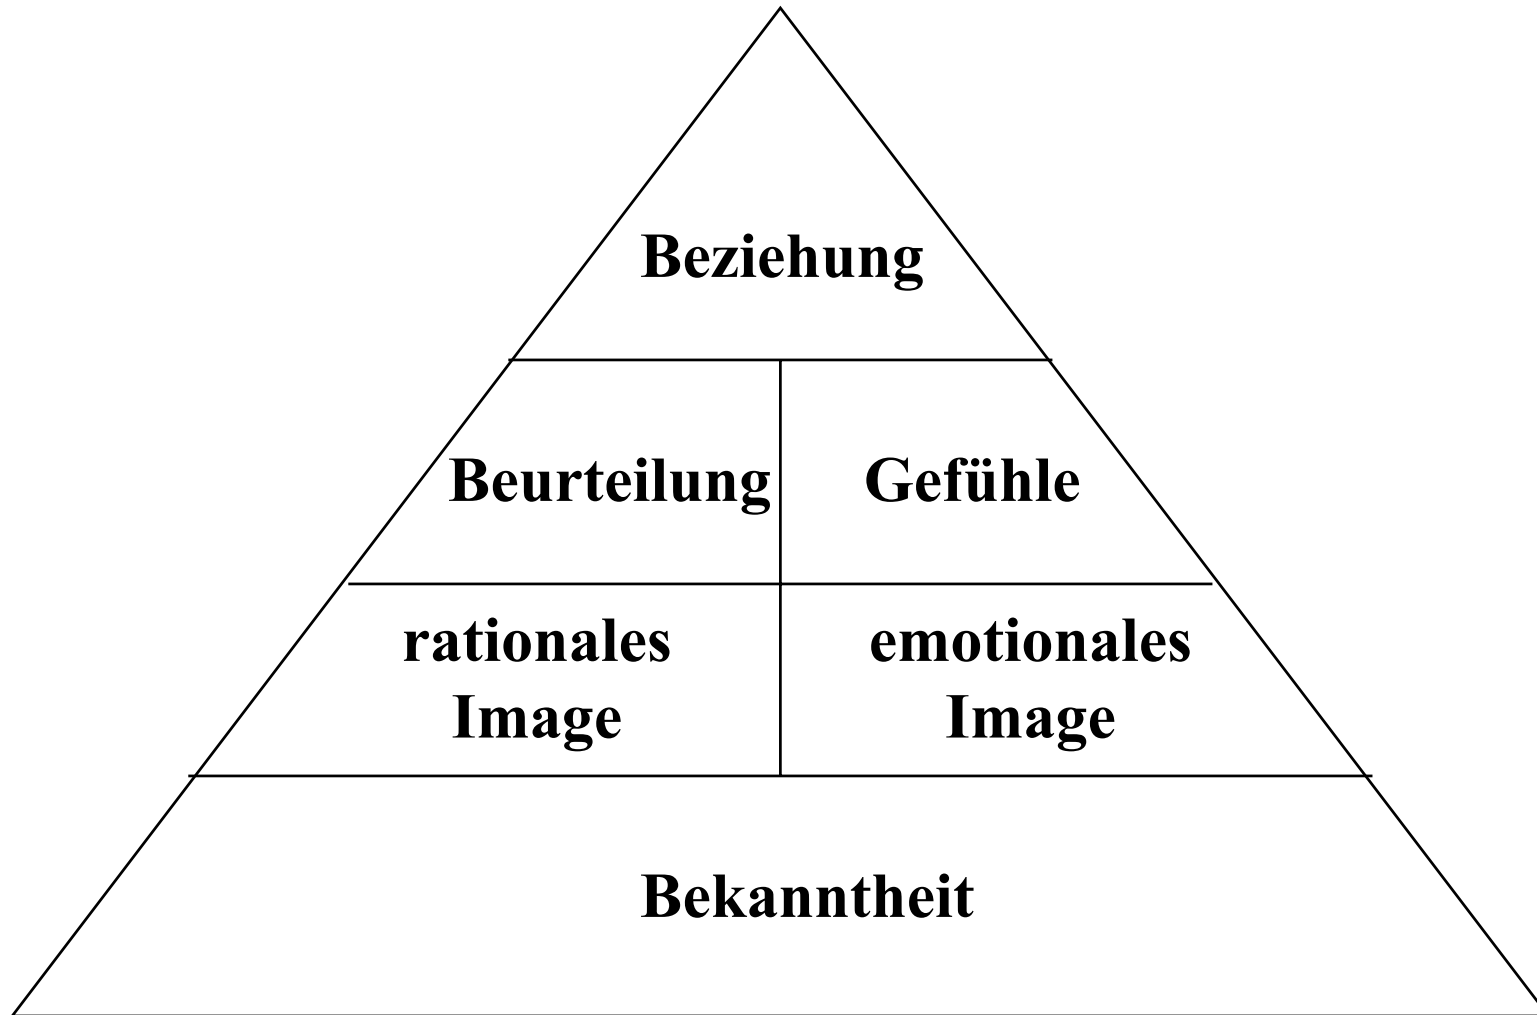 Beziehung
Beurteilung
Gefühle
rationales
Image
emotionales
Image
Bekanntheit